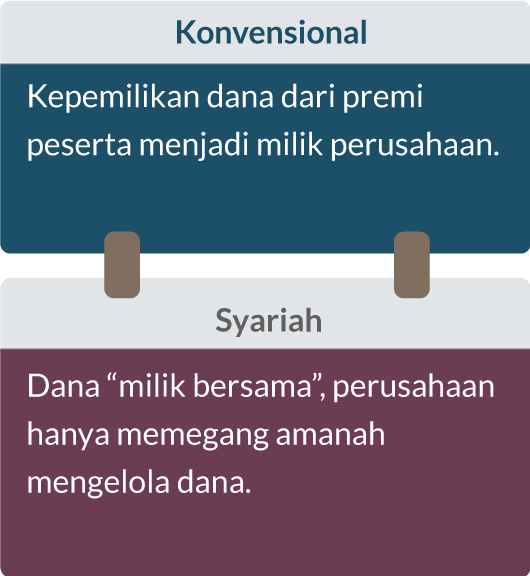 Konvensional
Kepemilikan dana dari premi
peserta menjadi milik perusahaan.
Syariah
Dana “milik bersama”, perusahaan
hanya memegang amanah
mengelola dana.